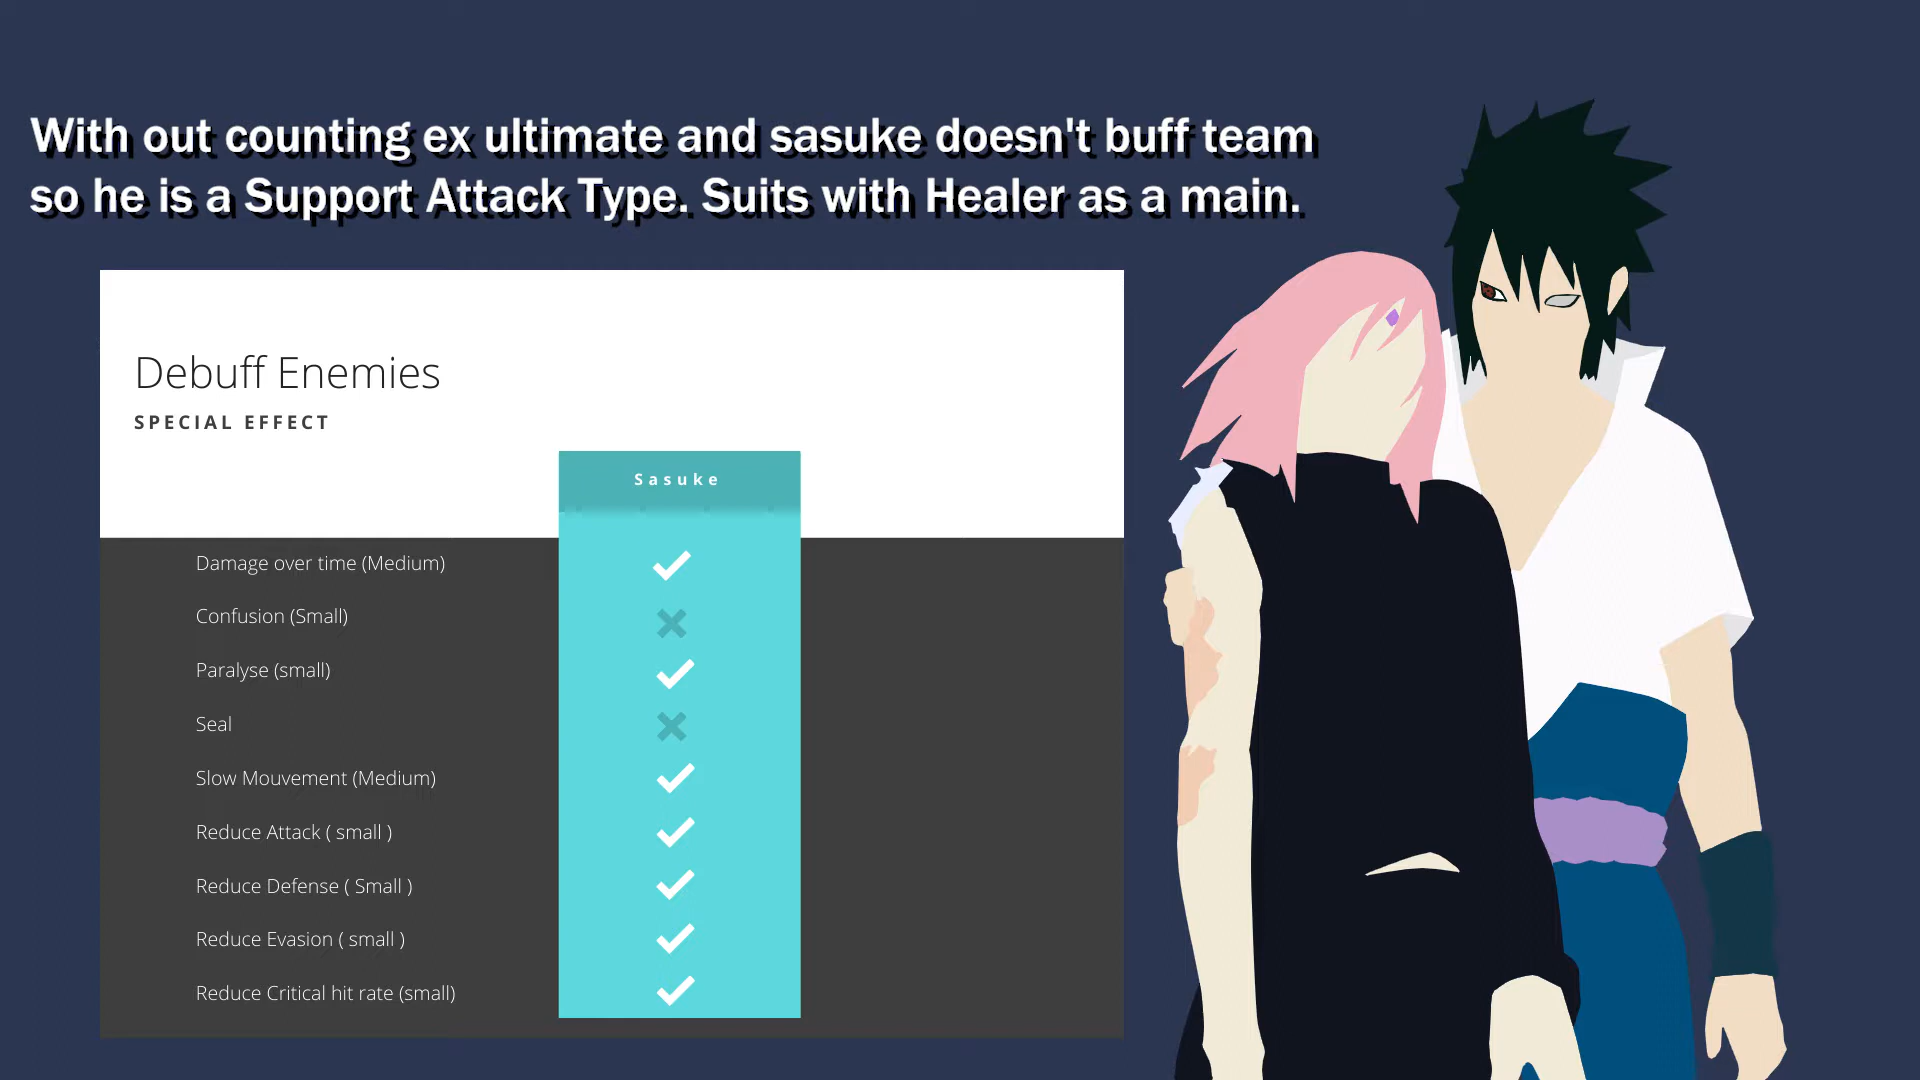 With out counting ex ultimate and sasuke doesn't buff team
so he is a Support Attack Type. Suits with Healer as a main.
Debuff Enemies
SPECIAL EFFECT
Sasuke
Damage over time (Medium)
Confusion (Small)
Paralyse (small)
Seal
Slow Mouvement (Medium)
Reduce Attack ( small )
Reduce Defense ( Small )
Reduce Evasion ( small )
Reduce Critical hit rate (small)